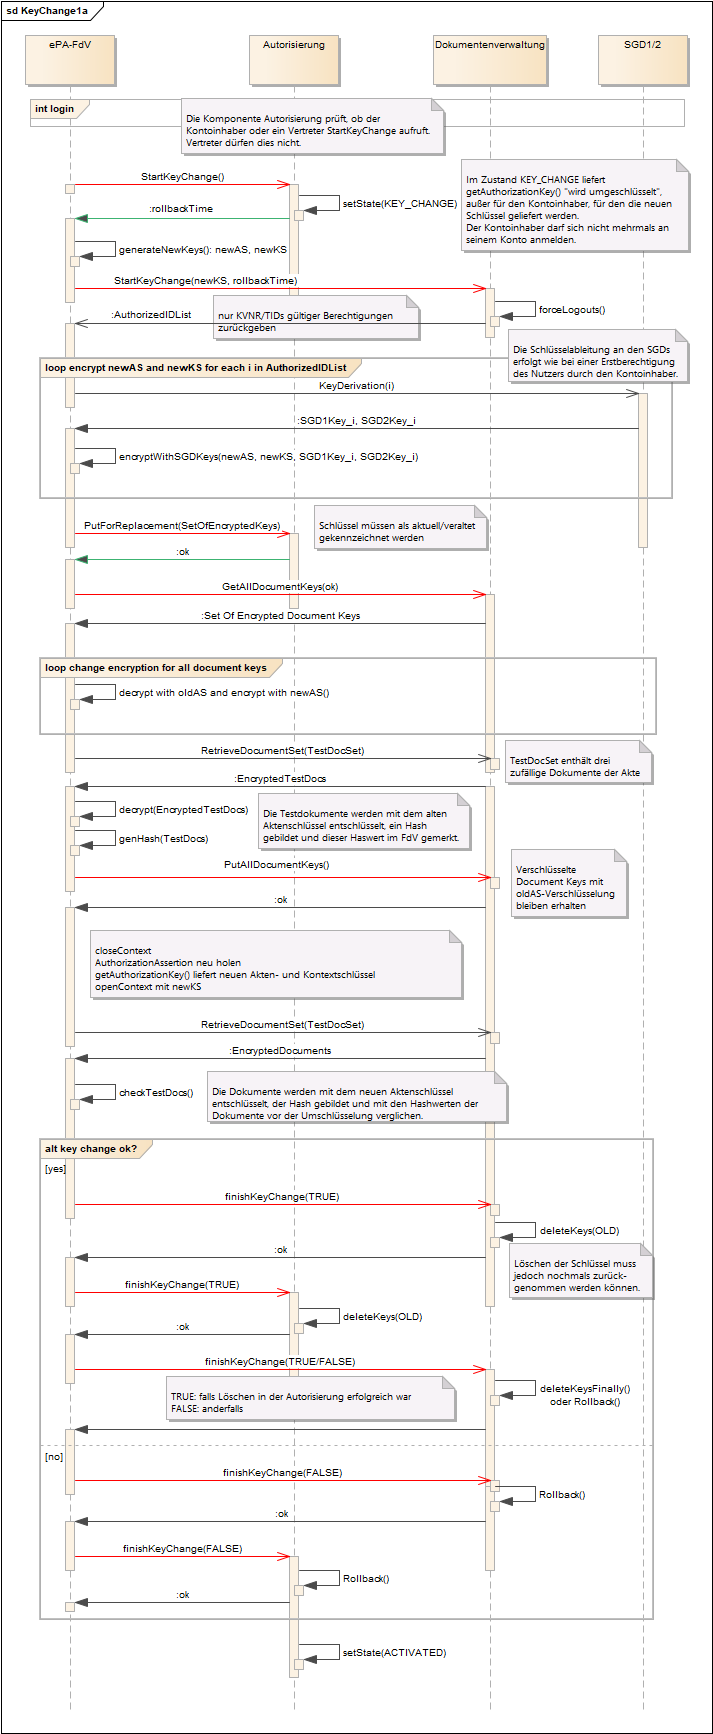 sd KeyChange1a
ePA-FdV
Autorisierung
Dokumentenverwaltung
SGD1/2
int login
Die Komponente Autorisierung prüft, ob der
Kontoinhaber oder ein Vertreter StartKeyChange aufruft.
Vertreter dürfen dies nicht.
StartKeyChange()
setState(KEY_CHANGE)
Im Zustand KEY_CHANGE liefert
getAuthorizationKey() "wird umgeschlüsselt",
außer für den Kontoinhaber, für den die neuen
Schlüssel geliefert werden.
Der Kontoinhaber darf sich nicht mehrmals an
seinem Konto anmelden.
:rollbackTime
generateNewKeys(): newAS, newKS
StartKeyChange(newKS, rollbackTime)
forceLogouts()
:AuthorizedIDList
nur KVNR/TIDs gültiger Berechtigungen
zurückgeben
Die Schlüsselableitung an den SGDs
erfolgt wie bei einer Erstberechtigung
des Nutzers durch den Kontoinhaber.
loop encrypt newAS and newKS for each i in AuthorizedIDList
KeyDerivation(i)
:SGD1Key_i, SGD2Key_i
encryptWithSGDKeys(newAS, newKS, SGD1Key_i, SGD2Key_i)
PutForReplacement(SetOfEncryptedKeys)
Schlüssel müssen als aktuell/veraltet
gekennzeichnet werden
:ok
GetAllDocumentKeys(ok)
:Set Of Encrypted Document Keys
loop change encryption for all document keys
decrypt with oldAS and encrypt with newAS()
RetrieveDocumentSet(TestDocSet)
TestDocSet enthält drei
zufällige Dokumente der Akte
:EncryptedTestDocs
decrypt(EncryptedTestDocs)
genHash(TestDocs)
Die Testdokumente werden mit dem alten
Aktenschlüssel entschlüsselt, ein Hash
gebildet und dieser Haswert im FdV gemerkt.
PutAllDocumentKeys()
Verschlüsselte
Document Keys mit
oldAS-Verschlüsselung
bleiben erhalten
:ok
closeContext
AuthorizationAssertion neu holen
getAuthorizationKey() liefert neuen Akten- und Kontextschlüssel
openContext mit newKS
RetrieveDocumentSet(TestDocSet)
:EncryptedDocuments
checkTestDocs()
Die Dokumente werden mit dem neuen Aktenschlüssel
entschlüsselt, der Hash gebildet und mit den Hashwerten der
Dokumente vor der Umschlüsselung verglichen.
alt key change ok?
[yes]
finishKeyChange(TRUE)
deleteKeys(OLD)
:ok
Löschen der Schlüssel muss
jedoch nochmals zurück-
genommen werden können.
finishKeyChange(TRUE)
deleteKeys(OLD)
:ok
finishKeyChange(TRUE/FALSE)
deleteKeysFinally()
oder Rollback()
TRUE: falls Löschen in der Autorisierung erfolgreich war
FALSE: anderfalls
[no]
finishKeyChange(FALSE)
Rollback()
:ok
finishKeyChange(FALSE)
Rollback()
:ok
setState(ACTIVATED)